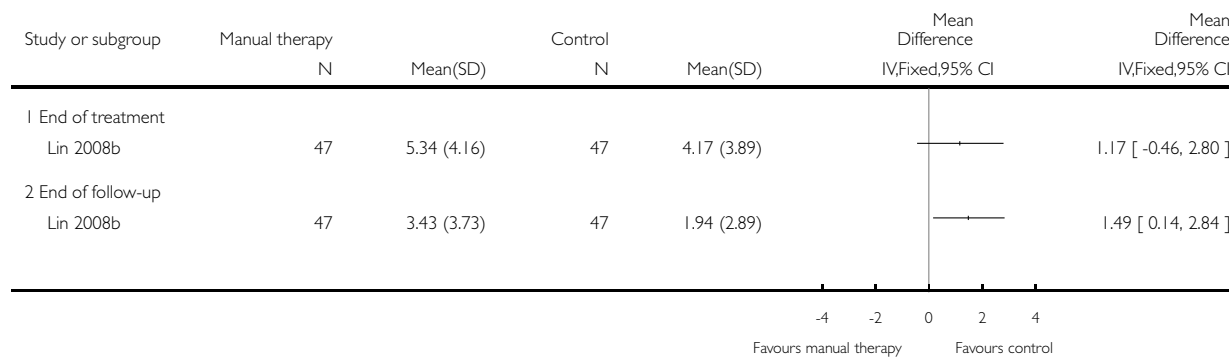 Mean Mean
Study or subgroup Manual therapy Control Difference Difference
N Mean(SD) N Mean(SD) IV,Fixed,95% CI IV,Fixed,95% CI
1 End of treatment
Lin 2008b 47 5.34 (4.16) 47 4.17 (3.89) 1.17 [ -0.46, 2.80 ]
2 End of follow-up
Lin 2008b 47 3.43 (3.73) 47 1.94 (2.89) 1.49 [ 0.14, 2.84 ]
-4 -2 0 2 4
Favours manual therapy Favours control